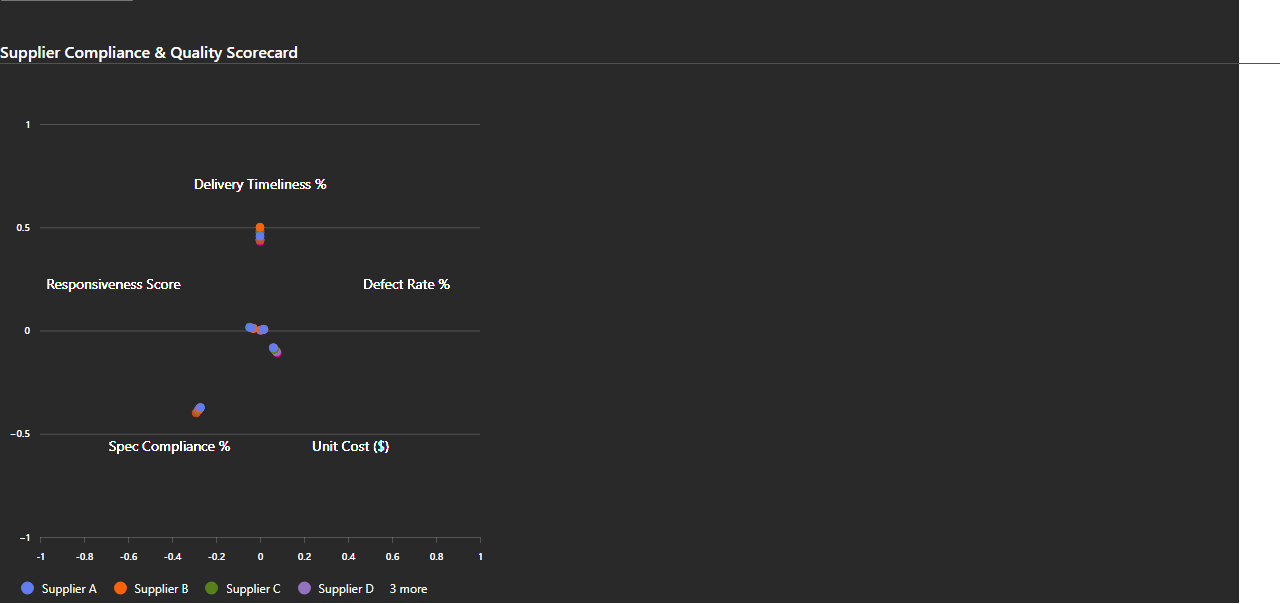 Supplier Compliance & Quality Scorecard
1
Delivery Timeliness %
0.5
Responsiveness Score
Defect Rate %
0
−0.5
Spec Compliance %
Unit Cost ($)
−1
-1 -0.8 -0.6 -0.4 -0.2 0 0.2 0.4 0.6 0.8 1
Supplier A Supplier B Supplier C Supplier D 3 more